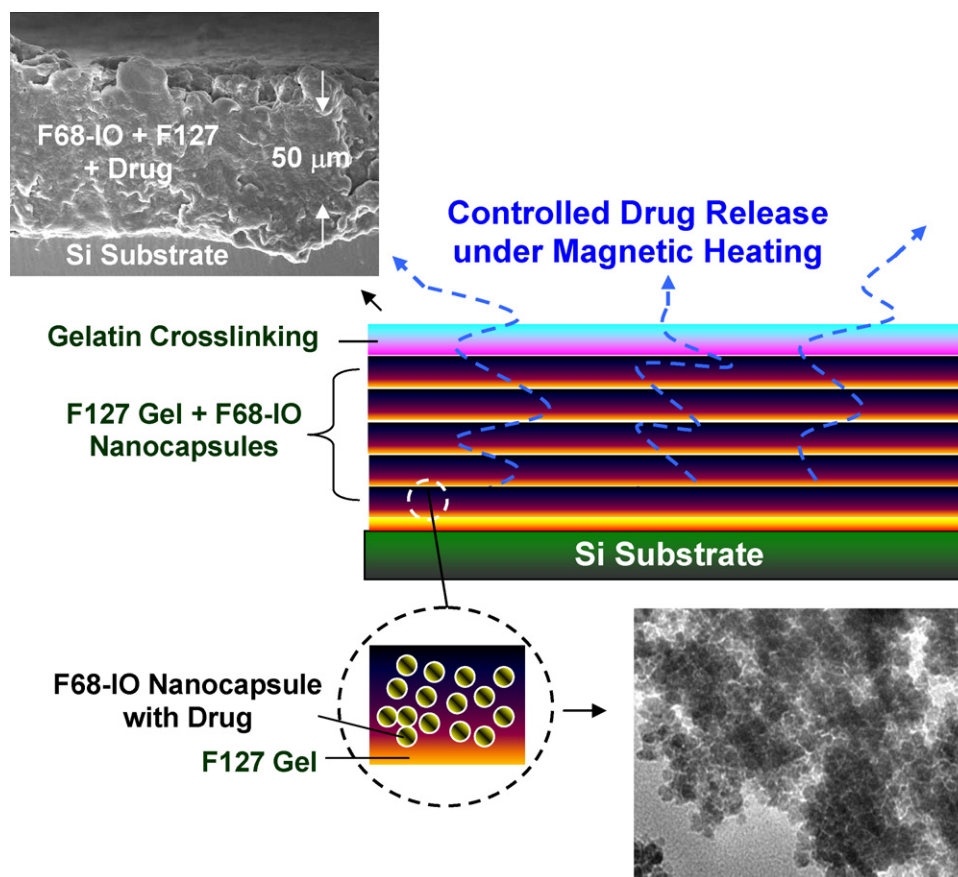 F68-IO + F127
+ Drug
50 μm
Si Substrate
Controlled Drug Release
under Magnetic Heating
Gelatin Crosslinking
F127 Gel + F68-IO
Nanocapsules
Si Substrate
F68-IO Nanocapsule
with Drug
F127 Gel